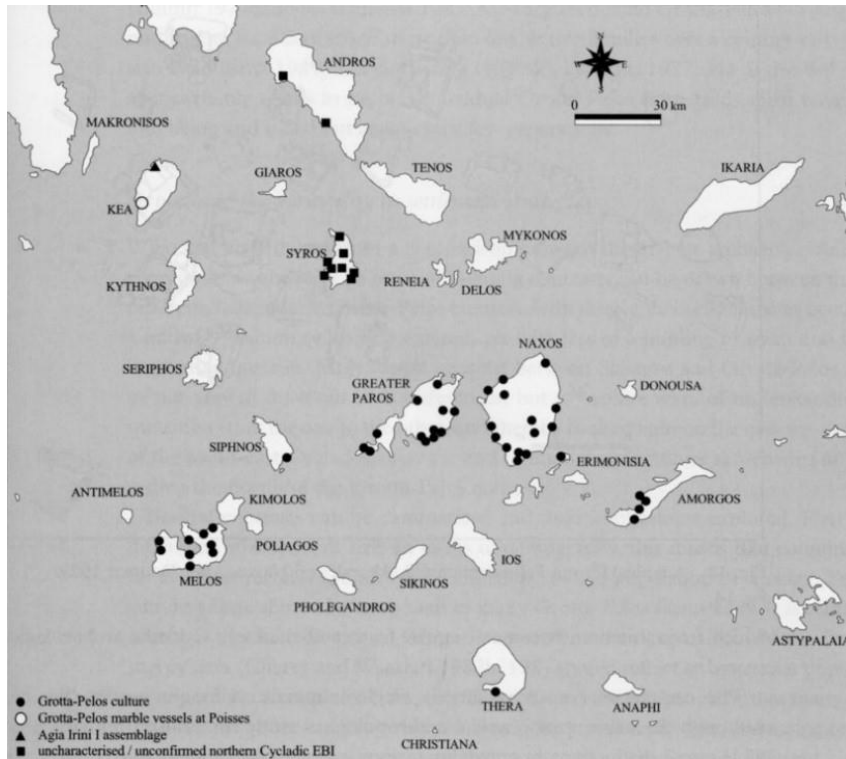 ANDROS
E
0 30 km
MAKRONISOS
GIAROS
TENOS
IKARIA
KEA
SYROS
MYKONOS
RENEIA
DELOS
KYTHNOS
NAXOS
SERIPHOS
GREATER
PAROS
DONOUSA
SIPHNOS
ERIMONISIA
ANTIMELOS
KIMOLOS
AMORGOS
POLIAGOS
MELOS
SIKINOS
IOS
PHOLEGANDROS
ASTYPALAIA
THERA
ANAPHI
CHRISTIANA
Grotta-Pelos culture
Grotta-Pelos marble vessels at Poisses
Agia Irini I assemblage
uncharacterised / unconfirmed northern Cycladic EBI